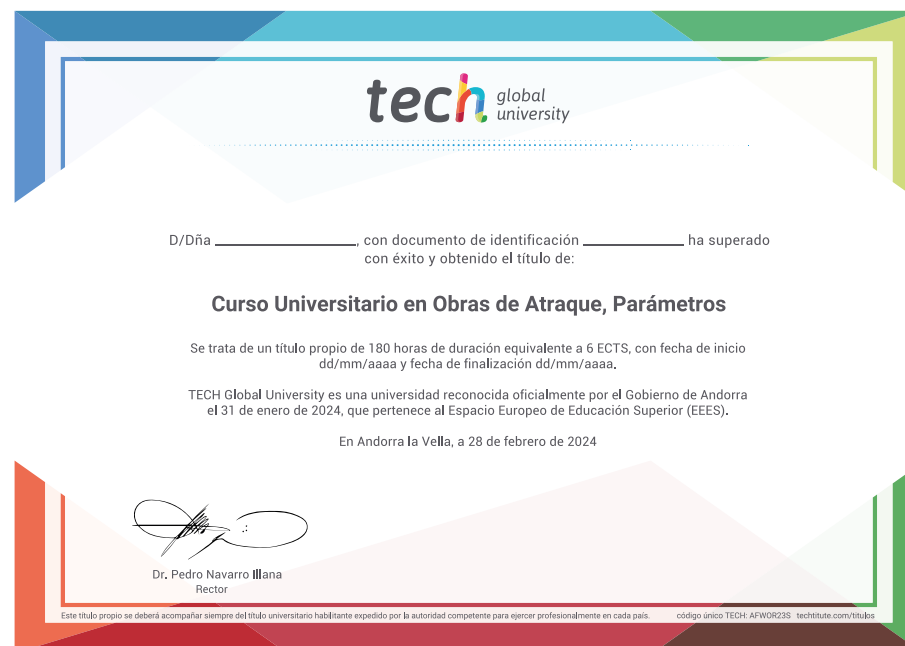 tech global university
D/Dña ________________, con documento de identificación ____________ ha superado
con éxito y obtenido el título de:
Curso Universitario en Obras de Atraque, Parámetros
Se trata de un título propio de 180 horas de duración equivalente a 6 ECTS, con fecha de inicio
dd/mm/aaaa y fecha de finalización dd/mm/aaaa.
TECH Global University es una universidad reconocida oficialmente por el Gobierno de Andorra
el 31 de enero de 2024, que pertenece al Espacio Europeo de Educación Superior (EEES).
En Andorra la Vella, a 28 de febrero de 2024
Dr. Pedro Navarro Illana
Rector
Este título propio se deberá acompañar siempre del título universitario habilitante expedido por la autoridad competente para ejercer profesionalmente en cada país. código único TECH: AFWOR23S techtitute.com/titulos